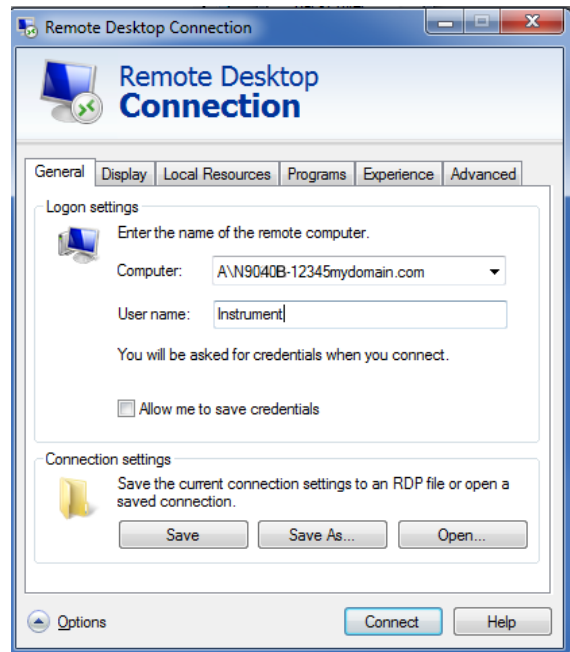 Remote Desktop Connection
Remote Desktop
Connection
General Display Local Resources Programs Experience Advanced
Logon settings
Enter the name of the remote computer.
Computer: A\N9040B-12345mydomain.com
User name: Instrument
You will be asked for credentials when you connect.
Allow me to save credentials
Connection settings
Save the current connection settings to an RDP file or open a
saved connection.
Save Save As... Open...
Options Connect Help